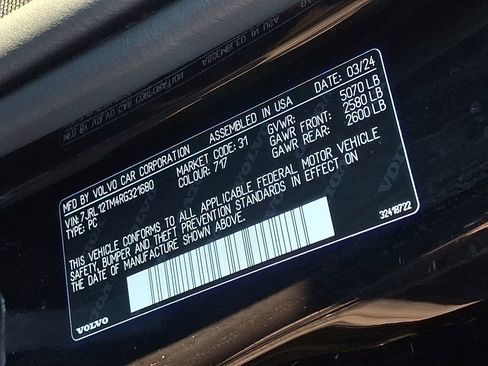 MFD BY VOLVO CAR CORPORATION ASSEMBLED IN USA DATE: 03/24
VIN: 7JRL12TM4RG321680 MARKET CODE: 31 GVWR: 5070 LB
TYPE: PC COLOUR: 717 GAWR FRONT: 2580 LB
GAWR REAR: 2600 LB
THIS VEHICLE CONFORMS TO ALL APPLICABLE FEDERAL MOTOR VEHICLE
SAFETY, BUMPER AND THEFT PREVENTION STANDARDS IN EFFECT ON
THE DATE OF MANUFACTURE SHOWN ABOVE.
32418722
VOLVO